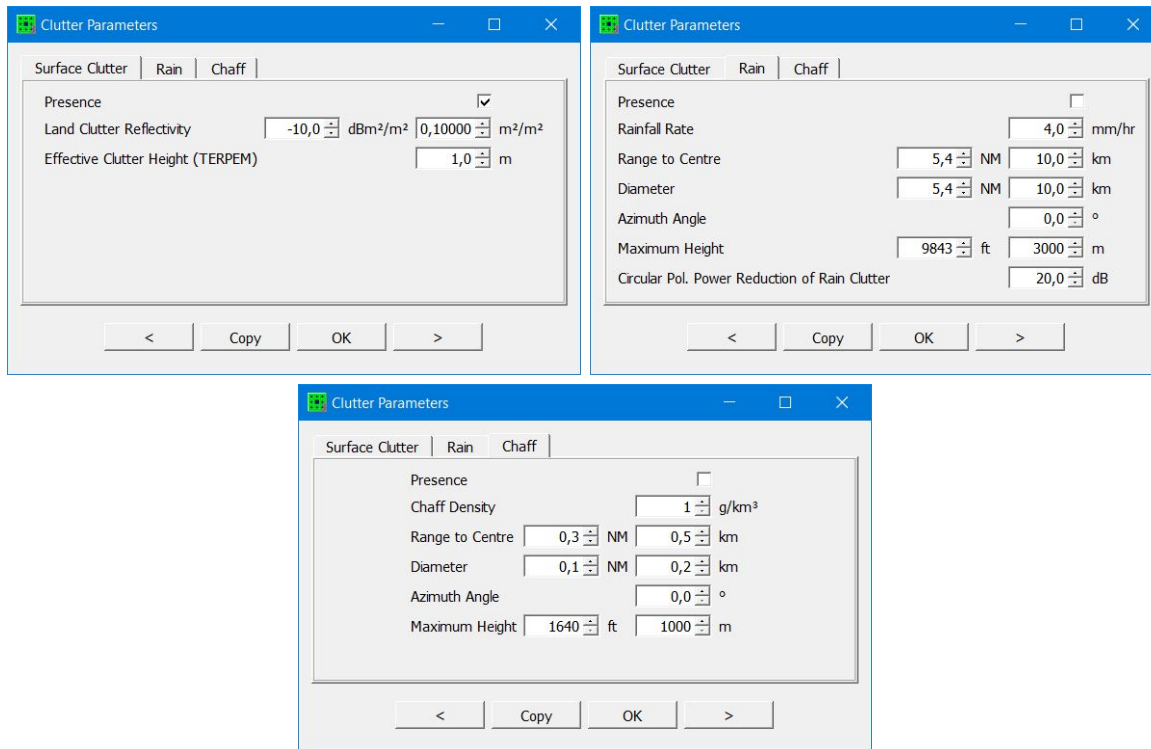 Clutter Parameters
Surface Clutter Rain Chaff
Presence
Land Clutter Reflectivity -10,0 dBm²/m² 0,10000 m²/m²
Effective Clutter Height (TERPEM) 1,0 m
< Copy OK >
Clutter Parameters
Surface Clutter Rain Chaff
Presence
Rainfall Rate 4,0 mm/hr
Range to Centre 5,4 NM 10,0 km
Diameter 5,4 NM 10,0 km
Azimuth Angle 0,0 °
Maximum Height 9843 ft 3000 m
Circular Pol. Power Reduction of Rain Clutter 20,0 dB
< Copy OK >
Clutter Parameters
Surface Clutter Rain Chaff
Presence
Chaff Density 1 g/km³
Range to Centre 0,3 NM 0,5 km
Diameter 0,1 NM 0,2 km
Azimuth Angle 0,0 °
Maximum Height 1640 ft 1000 m
< Copy OK >